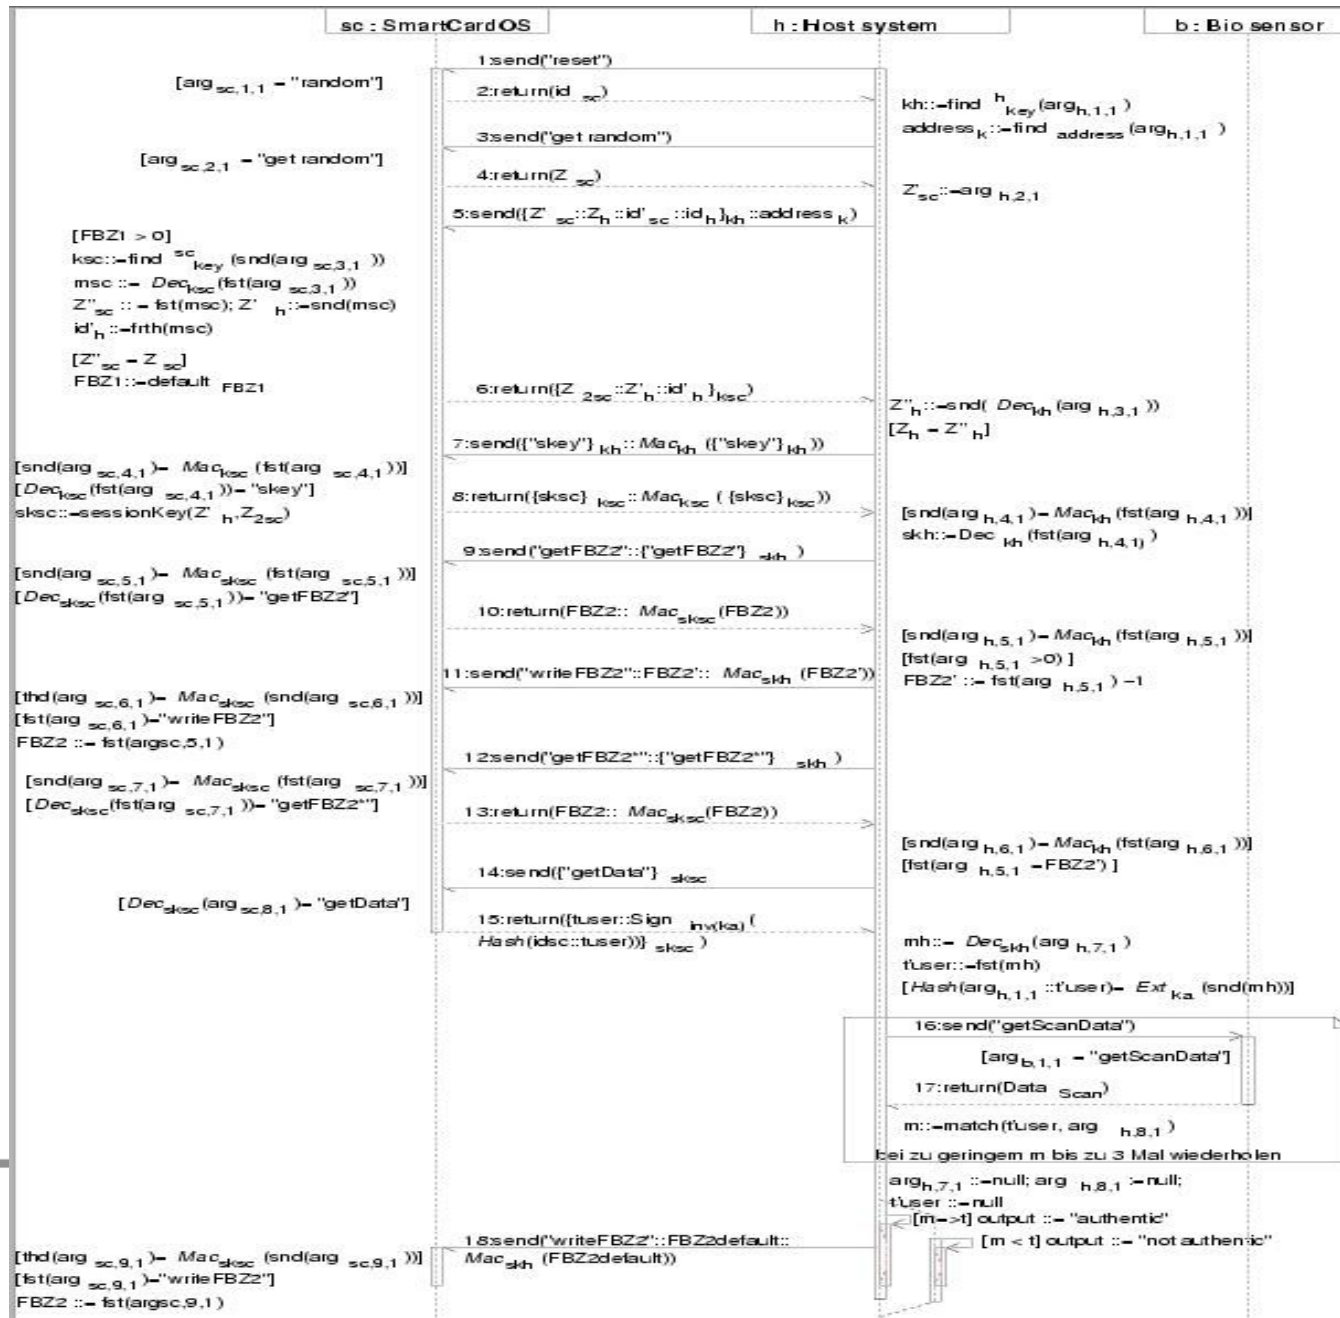 sc : SmartCardOS
h : Host system
b : Bio sensor
1:send("reset")
[arg sc,1,1 = "random"]
2:return(id sc)
kh::=find h key(arg h,1,1)
address k::=find address(arg h,1,1)
3:send("get random")
[arg sc,2,1 = "get random"]
4:return(Z sc)
Z'sc::=arg h,2,1
5:send({Z' sc::Z h::id' sc::id h}kh::address k)
[FBZ1 > 0]
ksc::=find sc key (snd(arg sc,3,1 ))
msc ::= Dec ksc(fst(arg sc,3,1 ))
Z''sc ::= fst(msc); Z' h::=snd(msc)
id'h ::=frth(msc)
[Z''sc = Z sc]
FBZ1::=default FBZ1
6:return({Z 2sc::Z'h::id'h }ksc)
Z''h::=snd( Dec kh(arg h,3,1 ))
[Z h = Z''h]
7:send({"skey"} kh:: Mac kh ({"skey"}kh))
[snd(arg sc,4,1 )= Mac ksc (fst(arg sc,4,1 ))]
[Dec ksc(fst(arg sc,4,1 ))= "skey"]
sksc::=sessionKey(Z' h,Z 2sc)
8:return({sksc} ksc:: Mac ksc ( {sksc}ksc))
[snd(arg h,4,1 )= Mac kh(fst(arg h,4,1 ))]
skh::=Dec kh(fst(arg h,4,1) )
9:send("getFBZ2"::{"getFBZ2"} skh )
[snd(arg sc,5,1 )= Mac sksc (fst(arg sc,5,1 ))]
[Dec sksc(fst(arg sc,5,1 ))= "getFBZ2"]
10:return(FBZ2:: Mac sksc(FBZ2))
[snd(arg h,5,1 )= Mac kh(fst(arg h,5,1 ))]
[fst(arg h,5,1 >0) ]
FBZ2' ::= fst(arg h,5,1 ) -1
11:send("writeFBZ2"::FBZ2':: Mac skh (FBZ2'))
[thd(arg sc,6,1 )= Mac sksc (snd(arg sc,6,1 ))]
[fst(arg sc,6,1 )="writeFBZ2"]
FBZ2 ::= fst(argsc,5,1)
12:send("getFBZ2*"::{"getFBZ2*"} skh )
[snd(arg sc,7,1 )= Mac sksc (fst(arg sc,7,1 ))]
[ Dec sksc(fst(arg sc,7,1 ))= "getFBZ2*"]
13:return(FBZ2:: Mac sksc(FBZ2))
[snd(arg h,6,1 )= Mac kh(fst(arg h,6,1 ))]
[fst(arg h,5,1 =FBZ2') ]
14:send({"getData"} sksc
[Dec sksc(arg sc,8,1 )= "getData"]
15:return({tuser::Sign inv(ka) (
Hash(idsc::tuser))} sksc )
mh::= Dec skh(arg h,7,1 )
t'user::=fst(mh)
[Hash(arg h,1,1 ::t'user)= Ext ka (snd(mh))]
16:send("getScanData")
[arg b,1,1 = "getScanData"]
17:return(Data Scan)
m::=match(t'user, arg h,8,1 )
bei zu geringem m bis zu 3 Mal wiederholen
arg h,7,1 ::=null; arg h,8,1 :=null;
t'user ::=null
[m=>t] output ::= "authentic"
[m < t] output ::= "not authentic"
18:send("writeFBZ2"::FBZ2default::
Mac skh (FBZ2default))
[thd(arg sc,9,1 )= Mac sksc (snd(arg sc,9,1 ))]
[fst(arg sc,9,1 )="writeFBZ2"]
FBZ2 ::= fst(argsc,9,1)